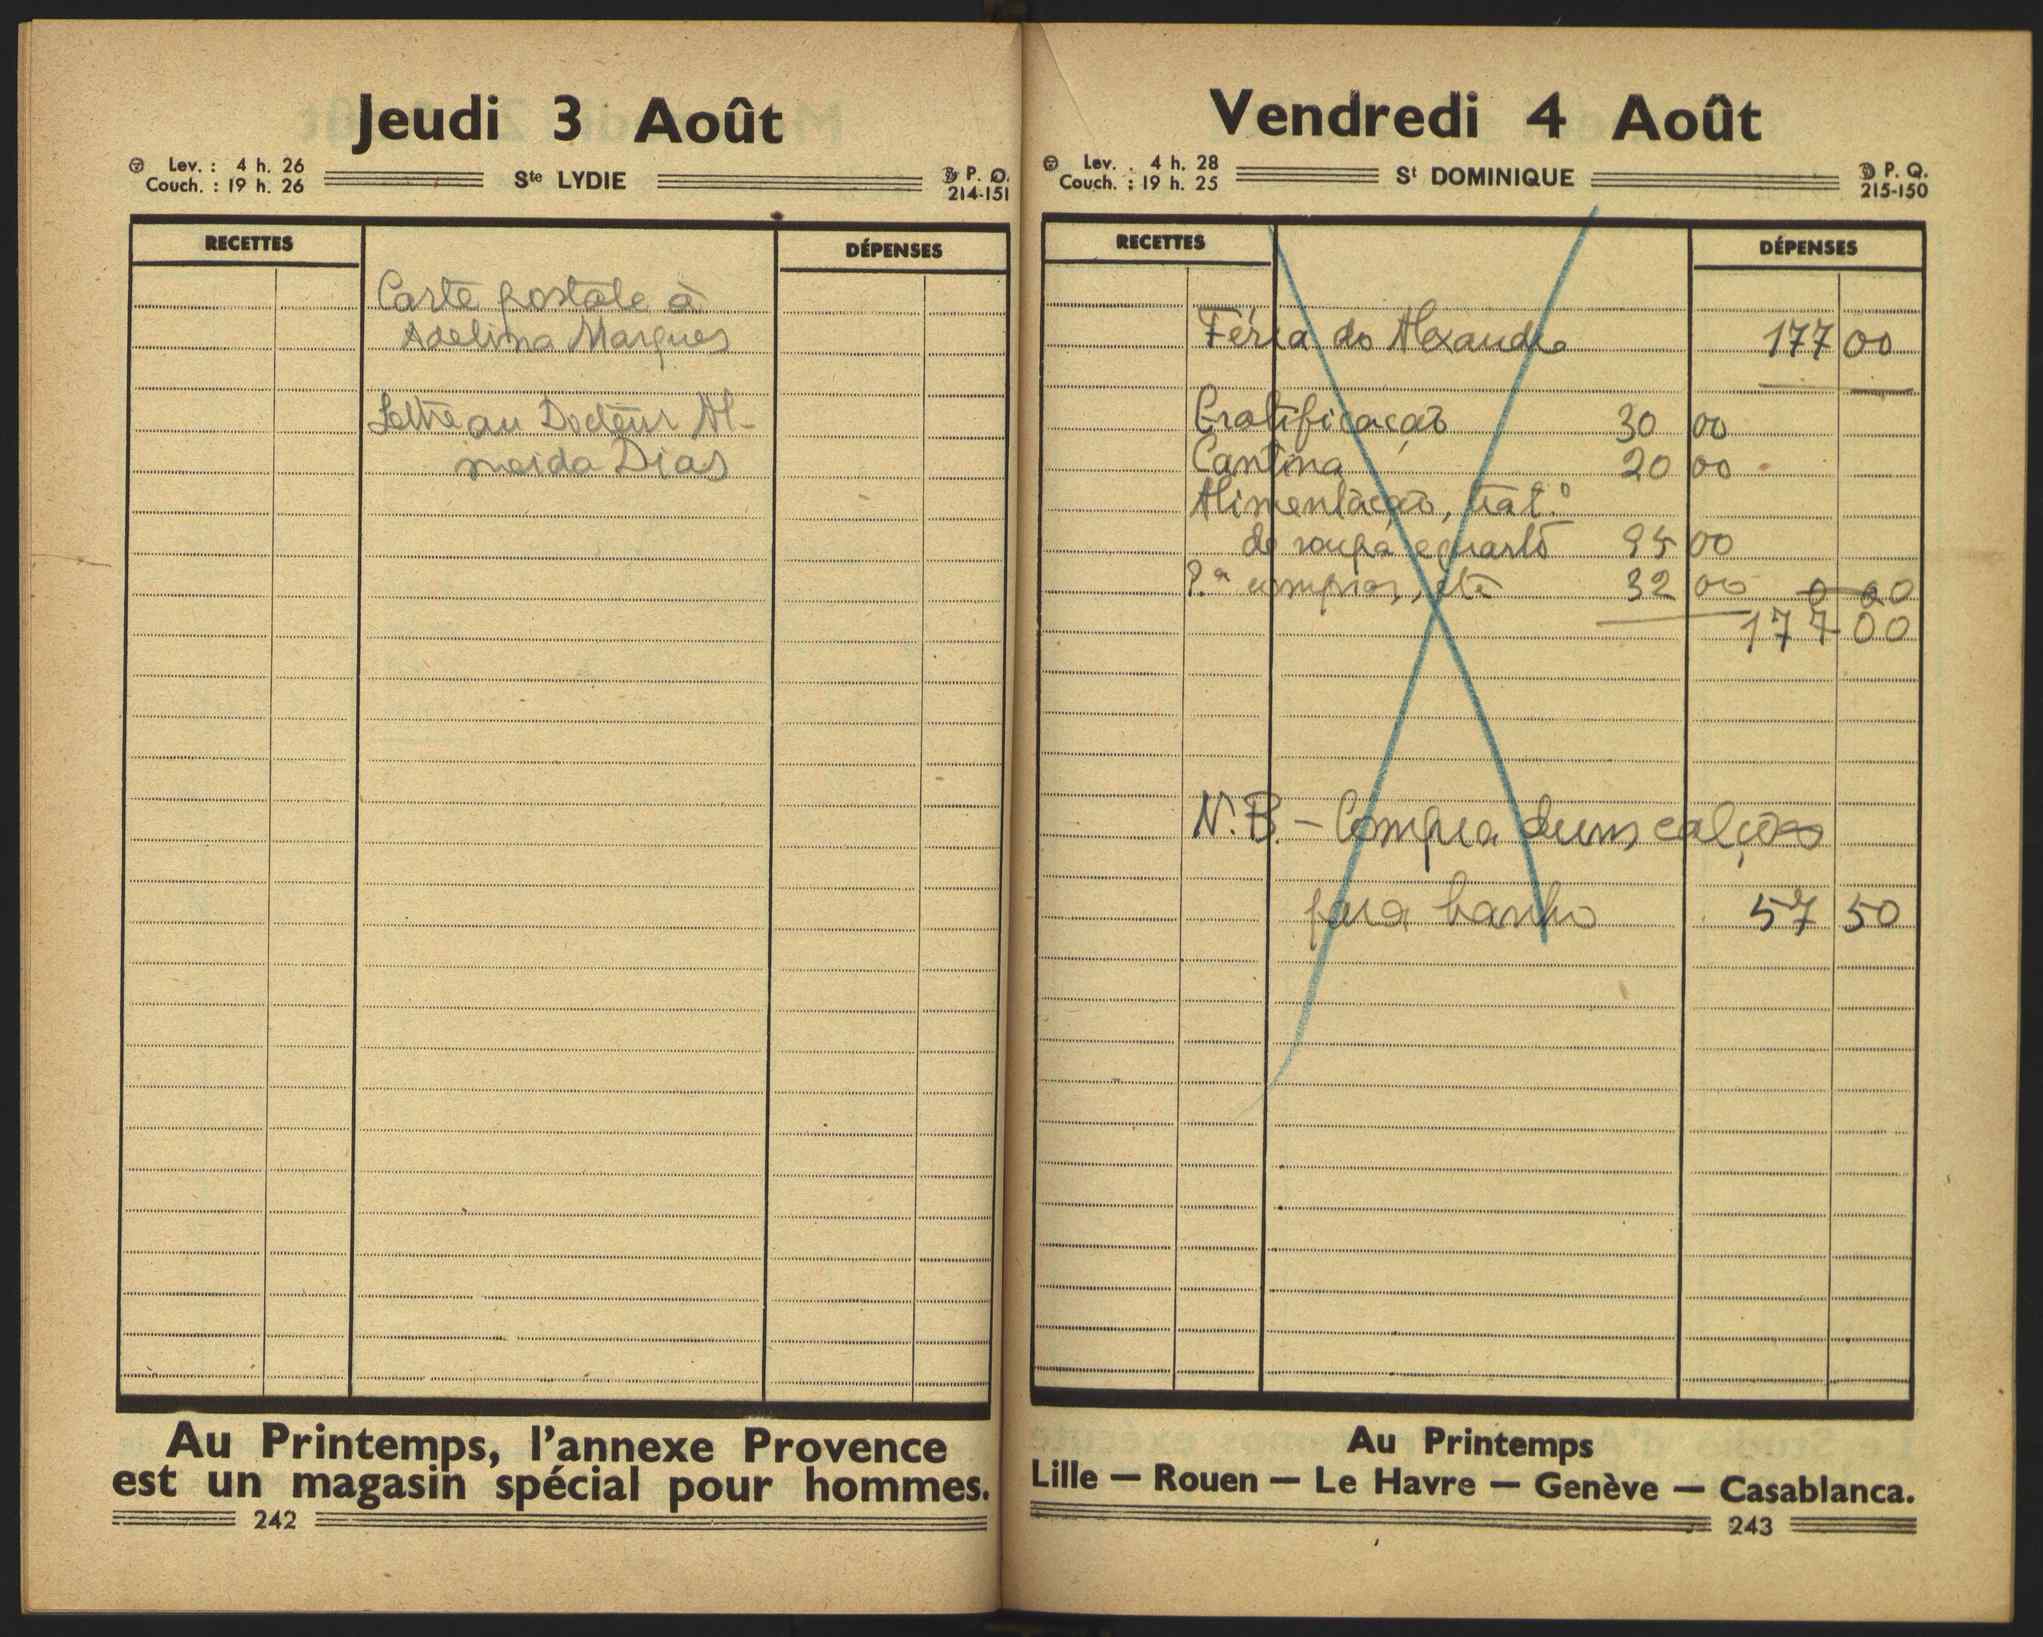 Jeudi 3 Août
Lev. : 4 h. 26
Couch. : 19 h. 26
Ste LYDIE
P. Q.
214-151
RECETTES
DÉPENSES
Carte postale à
Adelina Marques
Lettre au Docteur Al-
meida Dias
Au Printemps, l'annexe Provence
est un magasin spécial pour hommes.
242
Vendredi 4 Août
Lev. : 4 h. 28
Couch. : 19 h. 25
St DOMINIQUE
P. Q.
215-150
RECETTES
DÉPENSES
Féria do Alexandre 177 00
Gratificação 30 00
Cantina 20 00
Alimentação, trat.º
de roupa e quarto 95 00
P.ª compras, etc 32 00 0 00
177 00
N.B. - Compra dum calções
para banho 57 50
Au Printemps
Lille — Rouen — Le Havre — Genève — Casablanca.
243